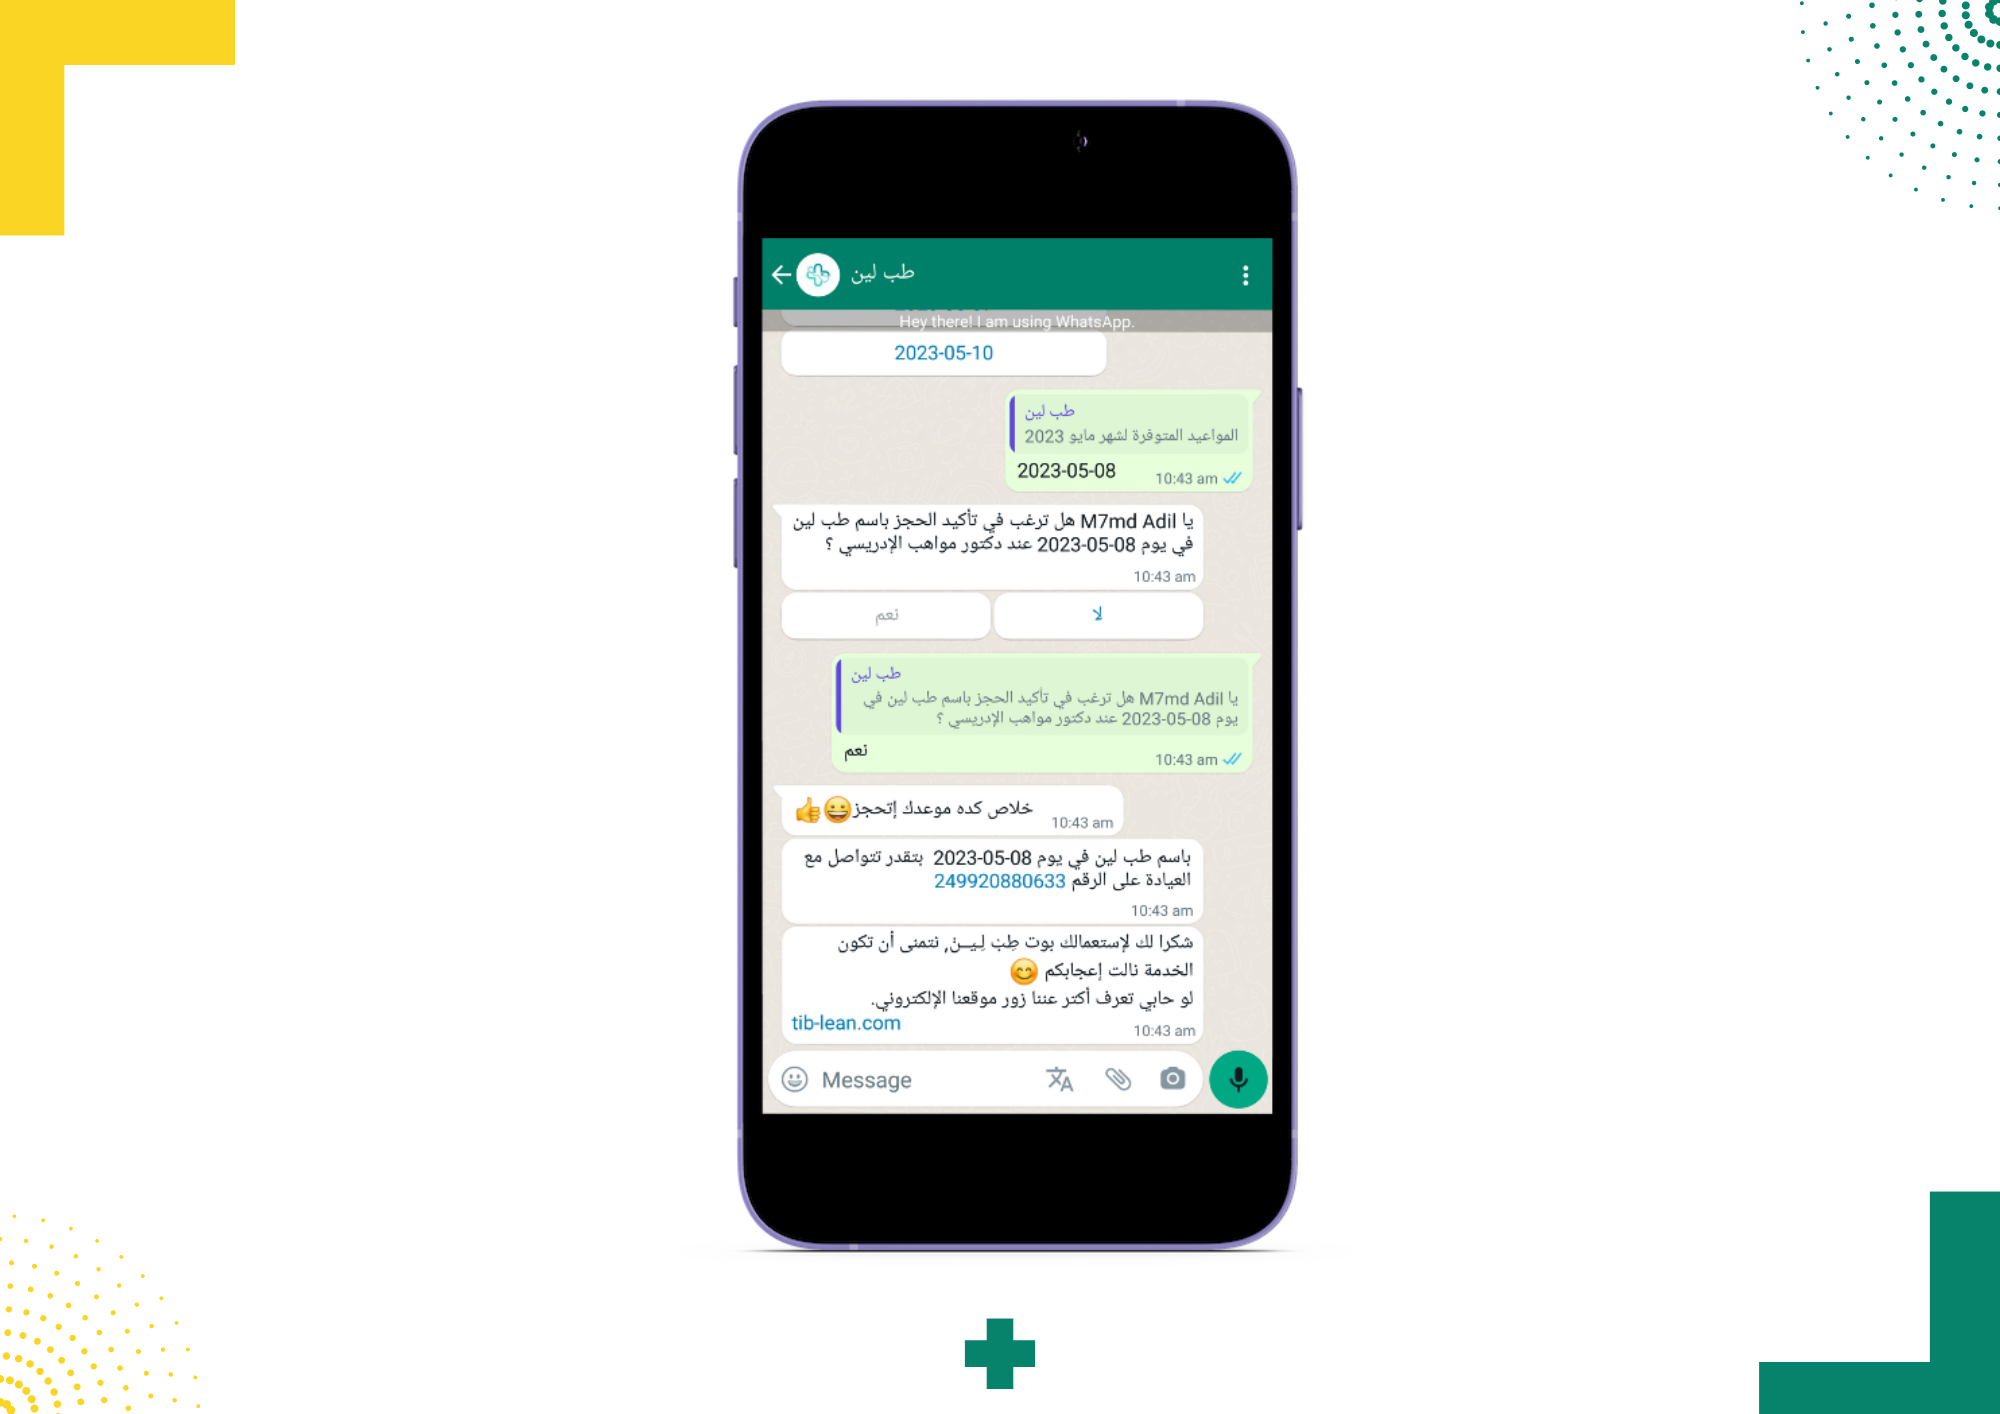 طب لين
Hey there! I am using WhatsApp.
2023-05-10
طب لين
المواعيد المتوفرة لشهر مايو 2023
2023-05-08
10:43 am
يا M7md Adil هل ترغب في تأكيد الحجز باسم طب لين
في يوم 08-05-2023 عند دكتور مواهب الإدريسي ؟
10:43 am
نعم
لا
طب لين
يا M7md Adil هل ترغب في تأكيد الحجز باسم طب لين في
يوم 08-05-2023 عند دكتور مواهب الإدريسي ؟
نعم
10:43 am
خلاص كده موعدك إتحجز😄👍
10:43 am
باسم طب لين في يوم 08-05-2023 بتقدر تتواصل مع
العيادة على الرقم 249920880633
10:43 am
شكرا لك لإستعمالك بوت طِبْ لِيــنْ, نتمنى أن تكون
الخدمة نالت إعجابكم 😊
لو حابي تعرف أكتر عننا زور موقعنا الإلكتروني.
tib-lean.com
10:43 am
Message